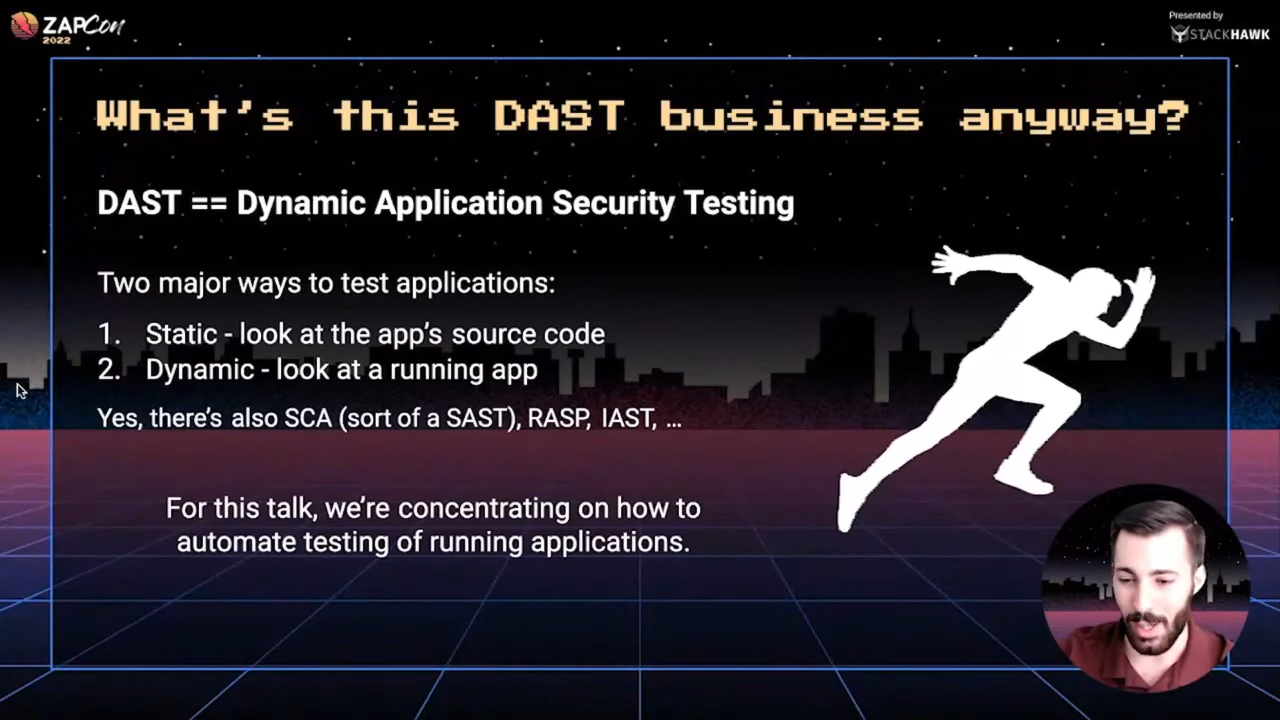 ZAPCon
2022
Presented by
STACKHAWK
What's this DAST business anyway?
DAST == Dynamic Application Security Testing
Two major ways to test applications:
1. Static - look at the app's source code
2. Dynamic - look at a running app
Yes, there's also SCA (sort of a SAST), RASP, IAST, ...
For this talk, we're concentrating on how to
automate testing of running applications.